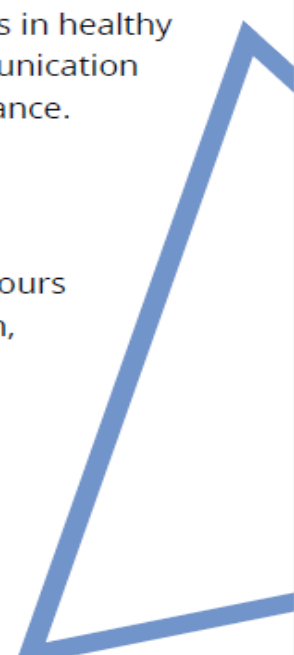 s in healthy
unication
ance.
ours
n,